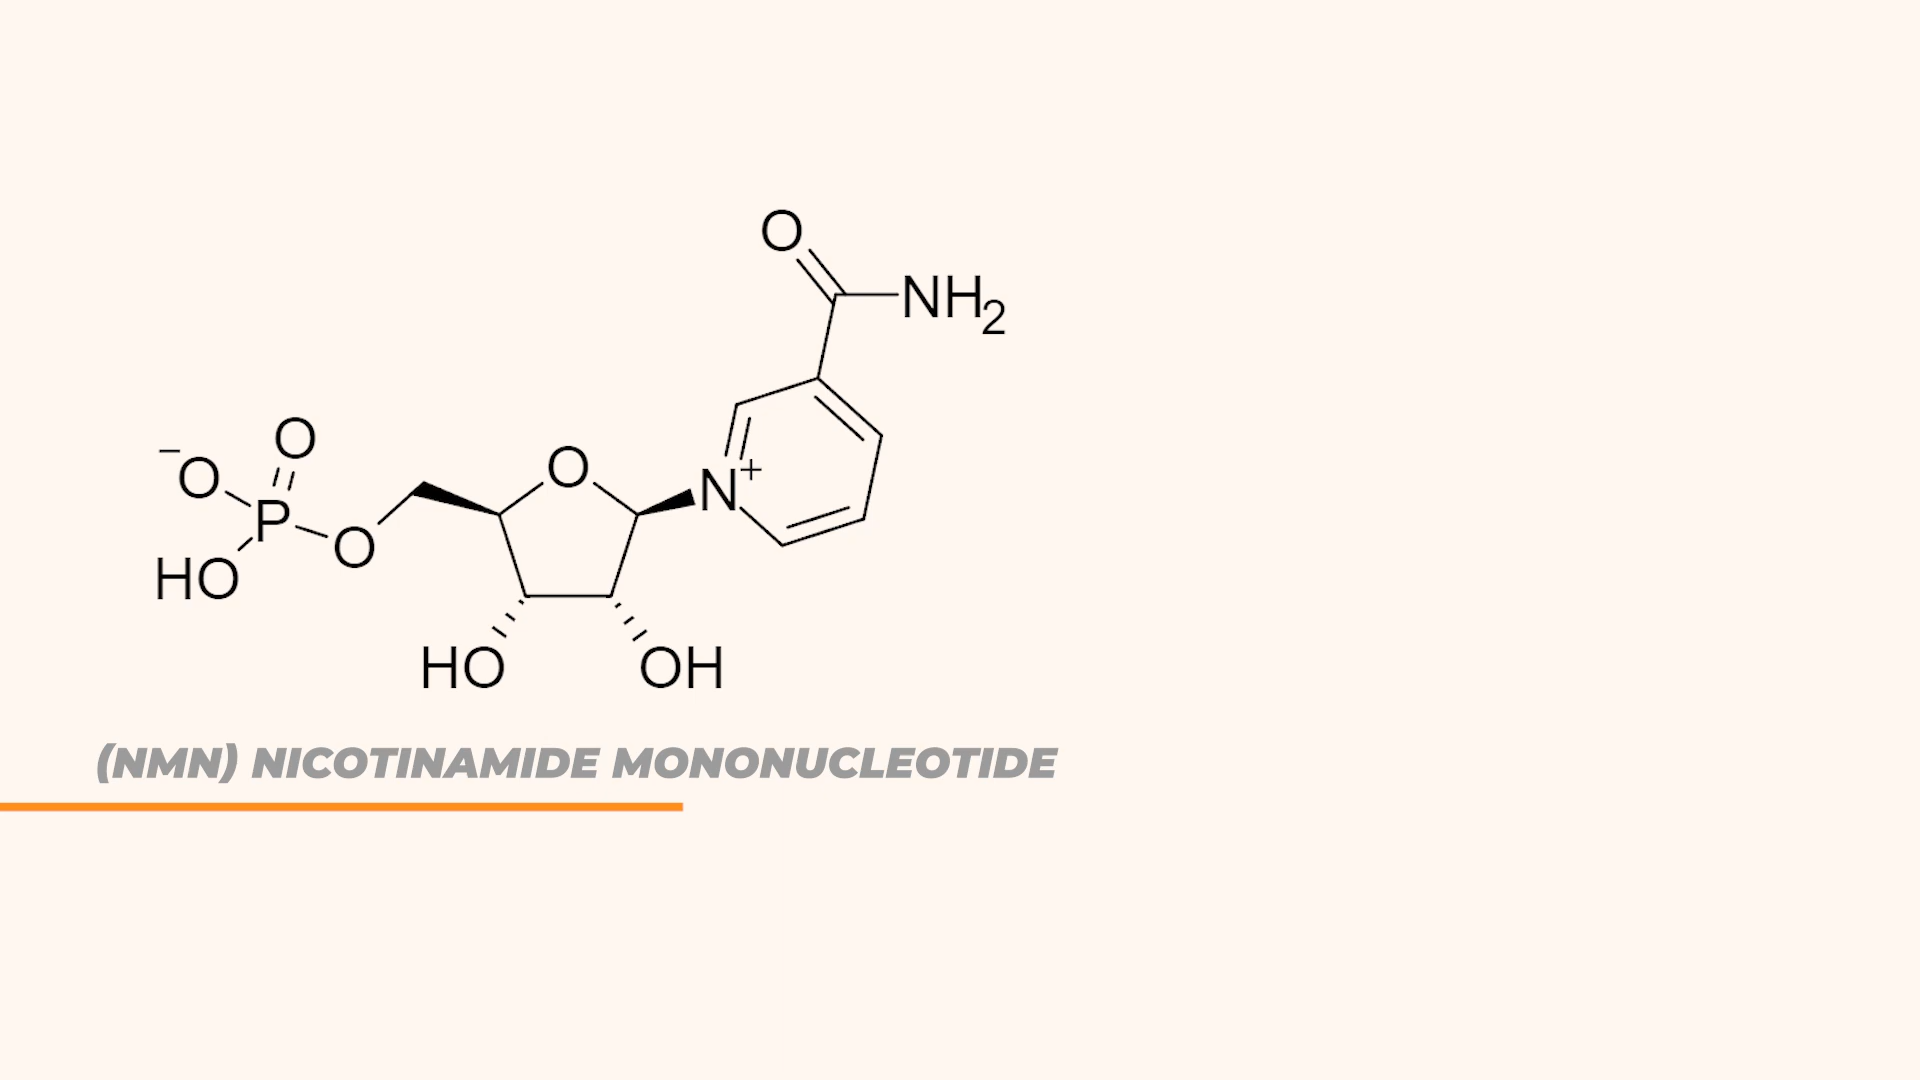 O
NH2
O
⁻O
P
O
HO
O
N+
HO
OH
(NMN) NICOTINAMIDE MONONUCLEOTIDE